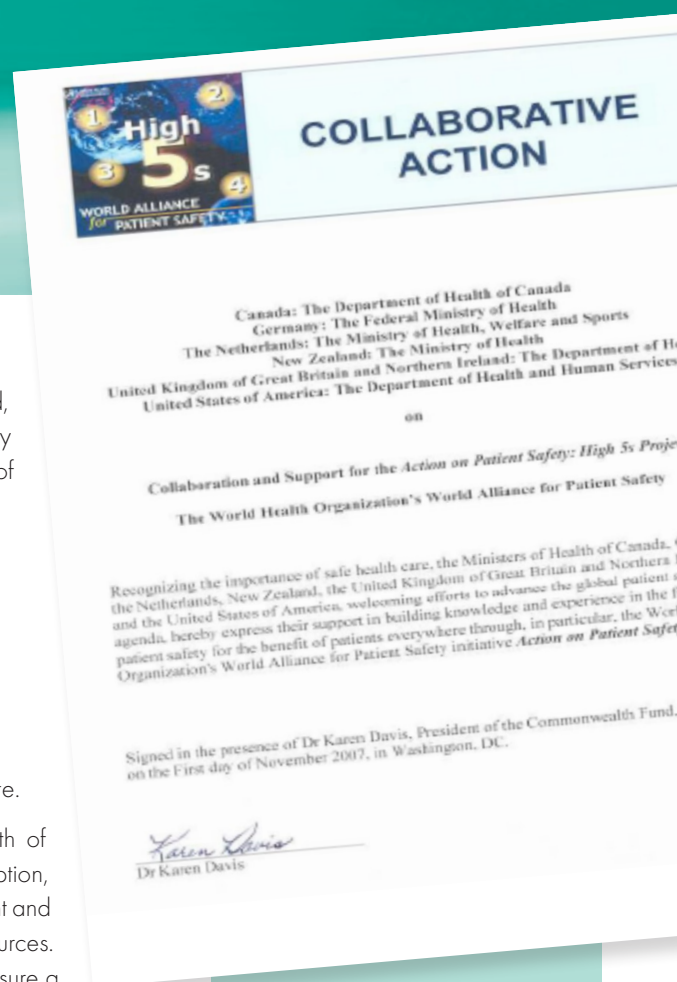 1
2
High
5s
3
4
WORLD ALLIANCE
for PATIENT SAFETY
COLLABORATIVE
ACTION
Canada: The Department of Health of Canada
Germany: The Federal Ministry of Health
The Netherlands: The Ministry of Health, Welfare and Sports
New Zealand: The Ministry of Health
United Kingdom of Great Britain and Northern Ireland: The Department of He
United States of America: The Department of Health and Human Services
on
Collaboration and Support for the Action on Patient Safety: High 5s Proje
The World Health Organization's World Alliance for Patient Safety
Recognizing the importance of safe health care, the Ministers of Health of Canada,
the Netherlands, New Zealand, the United Kingdom of Great Britain and Northern
and the United States of America, welcoming efforts to advance the global patient s
agenda, hereby express their support in building knowledge and experience in the f
patient safety for the benefit of patients everywhere through, in particular, the Worl
Organization's World Alliance for Patient Safety initiative Action on Patient Safet
Signed in the presence of Dr Karen Davis, President of the Commonwealth Fund,
on the First day of November 2007, in Washington, DC.
Karen Davis
Dr Karen Davis
d,
y
of
re.
th of
ption,
t and
urces.
sure a